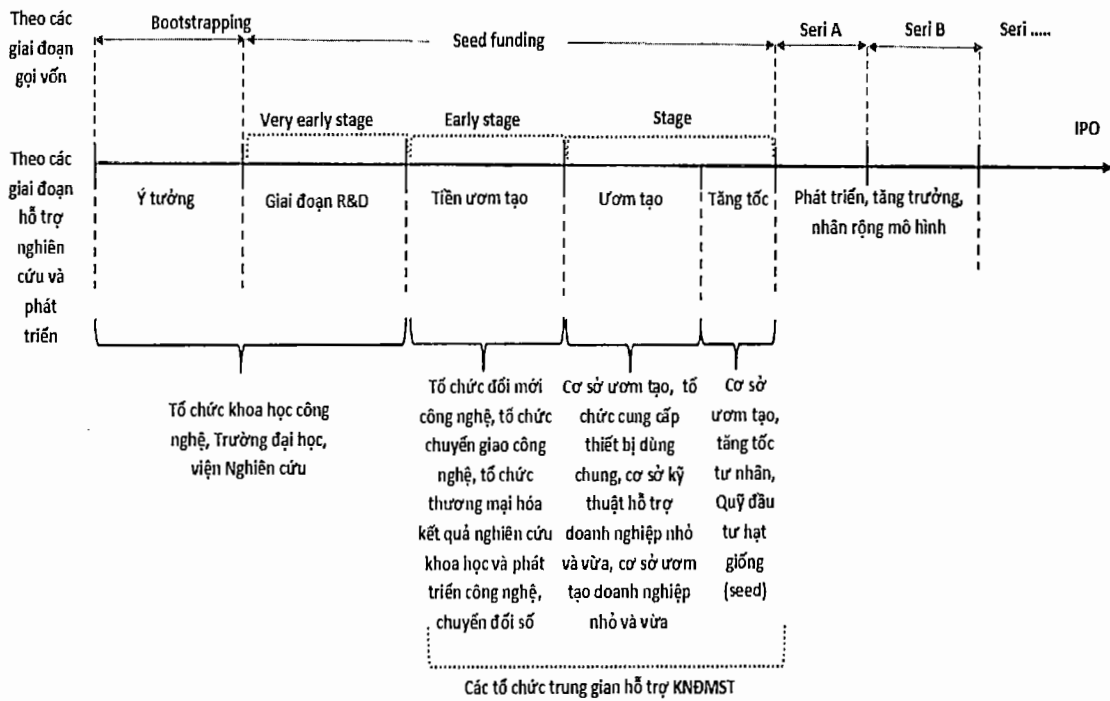 Theo các
giai đoạn
gọi vốn
Bootstrapping
Seed funding
Seri A
Seri B
Seri .....
Very early stage
Early stage
Stage
IPO
Theo các
giai đoạn
hỗ trợ
nghiên
cứu và
phát
triển
Ý tưởng
Giai đoạn R&D
Tiền ươm tạo
Ươm tạo
Tăng tốc
Phát triển, tăng trưởng,
nhân rộng mô hình
Tổ chức khoa học công
nghệ, Trường đại học,
viện Nghiên cứu
Tổ chức đổi mới
công nghệ, tổ chức
chuyển giao công
nghệ, tổ chức
thương mại hóa
kết quả nghiên cứu
khoa học và phát
triển công nghệ,
chuyển đổi số
Cơ sở ươm tạo, tổ
chức cung cấp
thiết bị dùng
chung, cơ sở kỹ
thuật hỗ trợ
doanh nghiệp nhỏ
và vừa, cơ sở ươm
tạo doanh nghiệp
nhỏ và vừa
Cơ sở
ươm tạo,
tăng tốc
tư nhân,
Quỹ đầu
tư hạt
giống
(seed)
Các tổ chức trung gian hỗ trợ KNĐMST